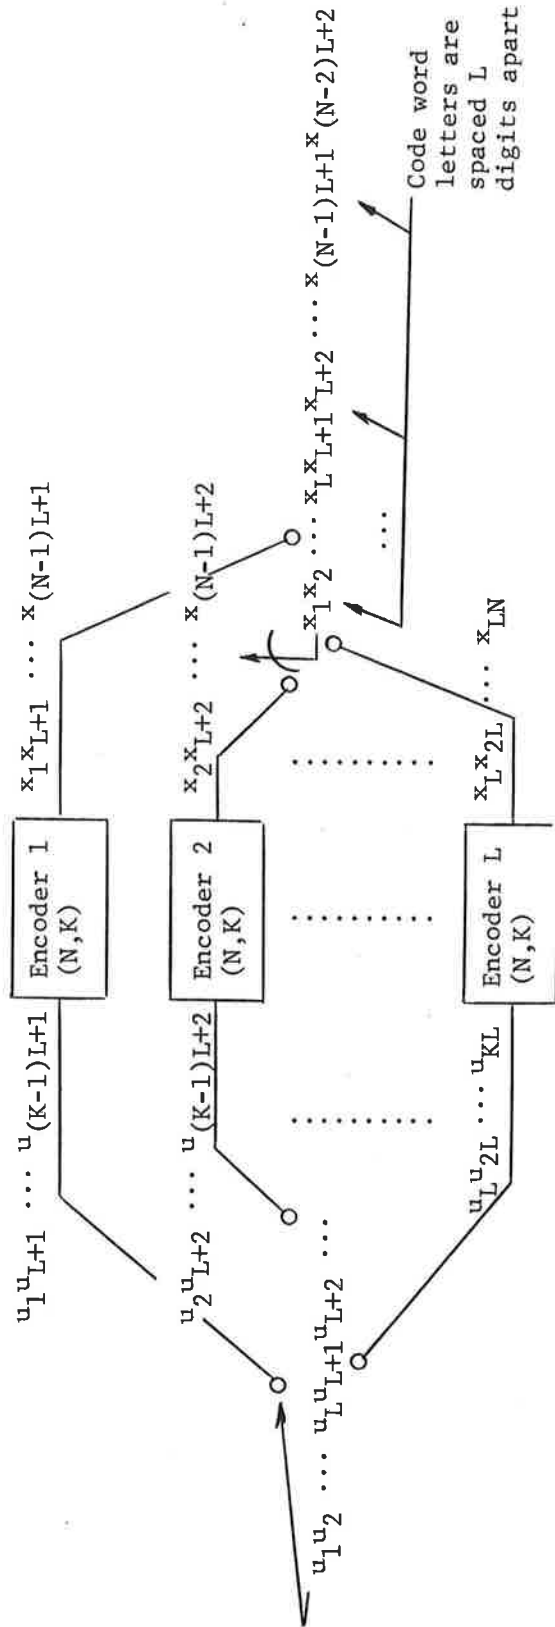 u1uL+1 ... u(K-1)L+1
Encoder 1
(N,K)
x1xL+1 ... x(N-1)L+1
u2uL+2 ... u(K-1)L+2
Encoder 2
(N,K)
x2xL+2 ... x(N-1)L+2
u1u2 ... uLuL+1uL+2 ...
x1x2 ... xLxL+1xL+2 ... x(N-1)L+1x(N-2)L+2
uLu2L ... uKL
Encoder L
(N,K)
xLx2L ... xLN
Code word
letters are
spaced L
digits apart